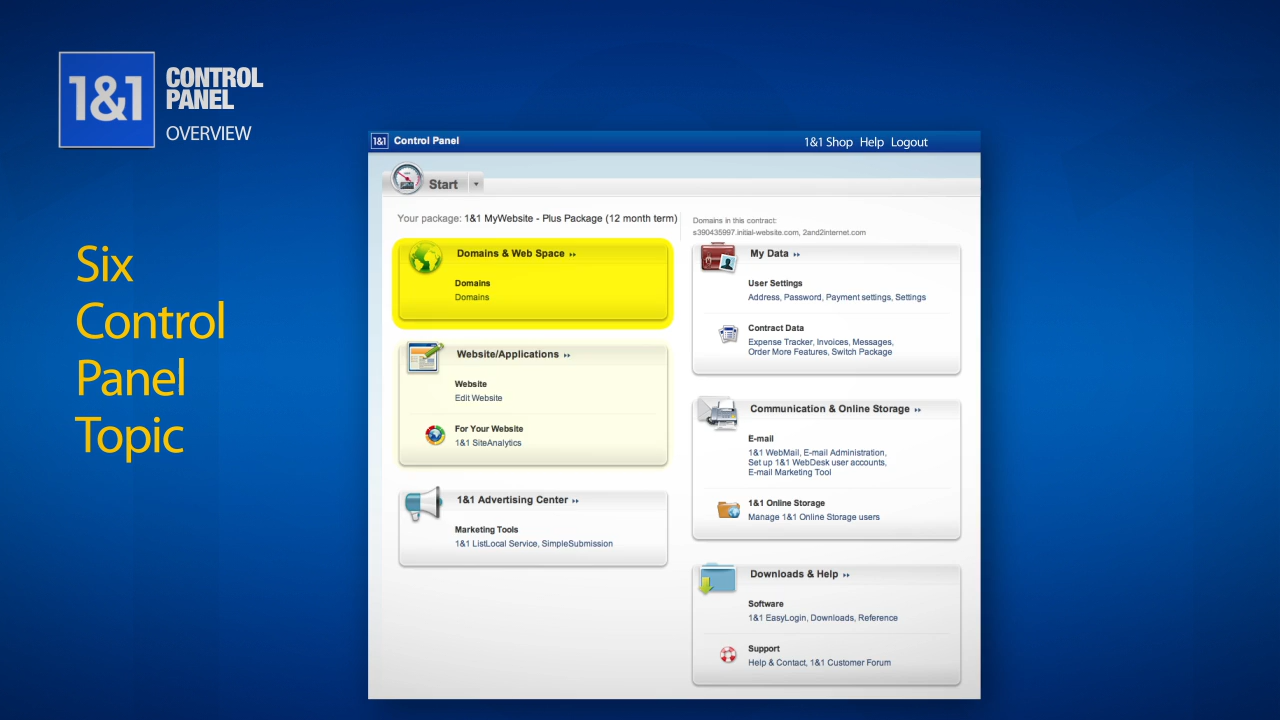 1&1
CONTROL
PANEL
OVERVIEW
Six
Control
Panel
Topic
1&1 Control Panel
1&1 Shop Help Logout
Start
Your package: 1&1 MyWebsite - Plus Package (12 month term)
Domains in this contract:
s390435997.initial-website.com, 2and2internet.com
Domains & Web Space
Domains
Domains
Website/Applications
Website
Edit Website
For Your Website
1&1 SiteAnalytics
1&1 Advertising Center
Marketing Tools
1&1 ListLocal Service, SimpleSubmission
My Data
User Settings
Address, Password, Payment settings, Settings
Contract Data
Expense Tracker, Invoices, Messages,
Order More Features, Switch Package
Communication & Online Storage
E-mail
1&1 WebMail, E-mail Administration,
Set up 1&1 WebDesk user accounts,
E-mail Marketing Tool
1&1 Online Storage
Manage 1&1 Online Storage users
Downloads & Help
Software
1&1 EasyLogin, Downloads, Reference
Support
Help & Contact, 1&1 Customer Forum